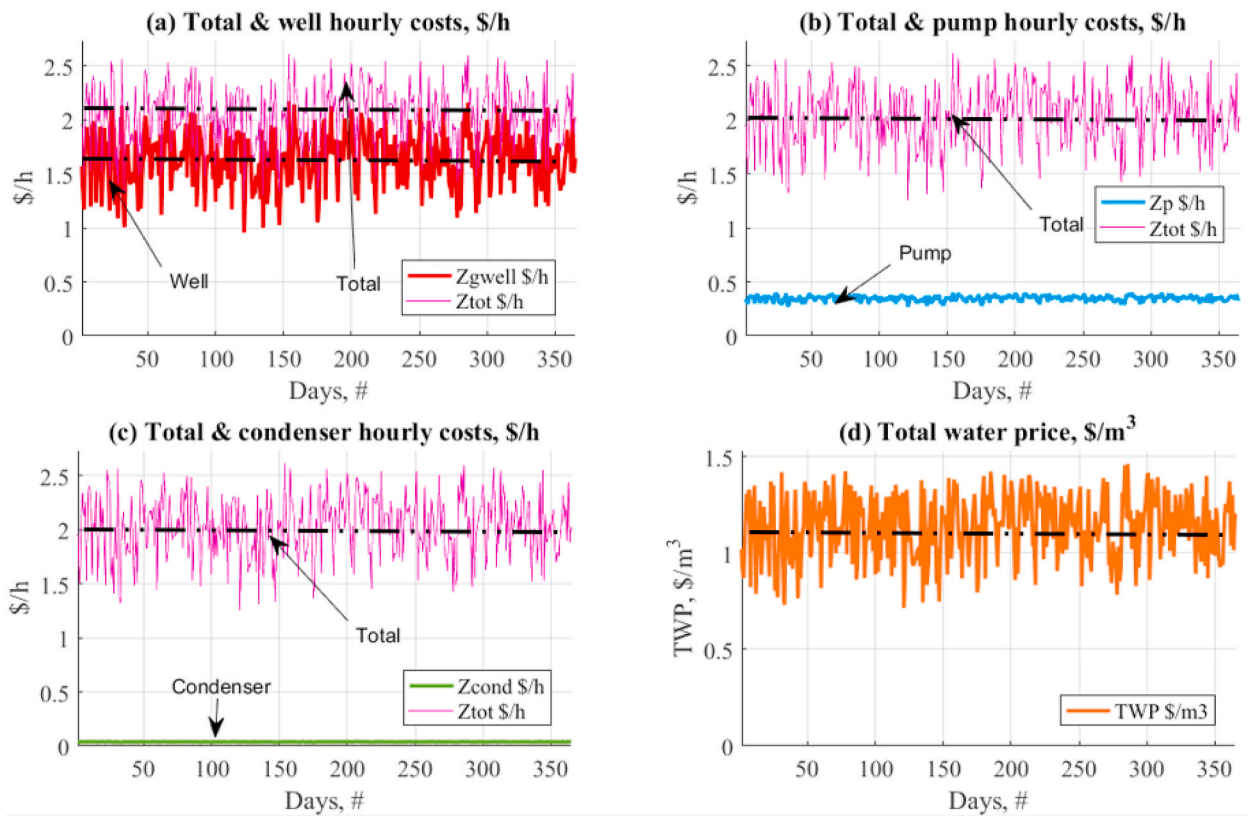 (a) Total & well hourly costs, $/h
2.5
2
1.5
1
0.5
0
$/h
Well
Total
Zgwell $/h
Ztot $/h
50 100 150 200 250 300 350
Days, #
(b) Total & pump hourly costs, $/h
2.5
2
1.5
1
0.5
0
$/h
Total
Pump
Zp $/h
Ztot $/h
50 100 150 200 250 300 350
Days, #
(c) Total & condenser hourly costs, $/h
2.5
2
1.5
1
0.5
0
$/h
Total
Condenser
Zcond $/h
Ztot $/h
50 100 150 200 250 300 350
Days, #
(d) Total water price, $/m³
1.5
1
0.5
0
TWP, $/m³
TWP $/m3
50 100 150 200 250 300 350
Days, #